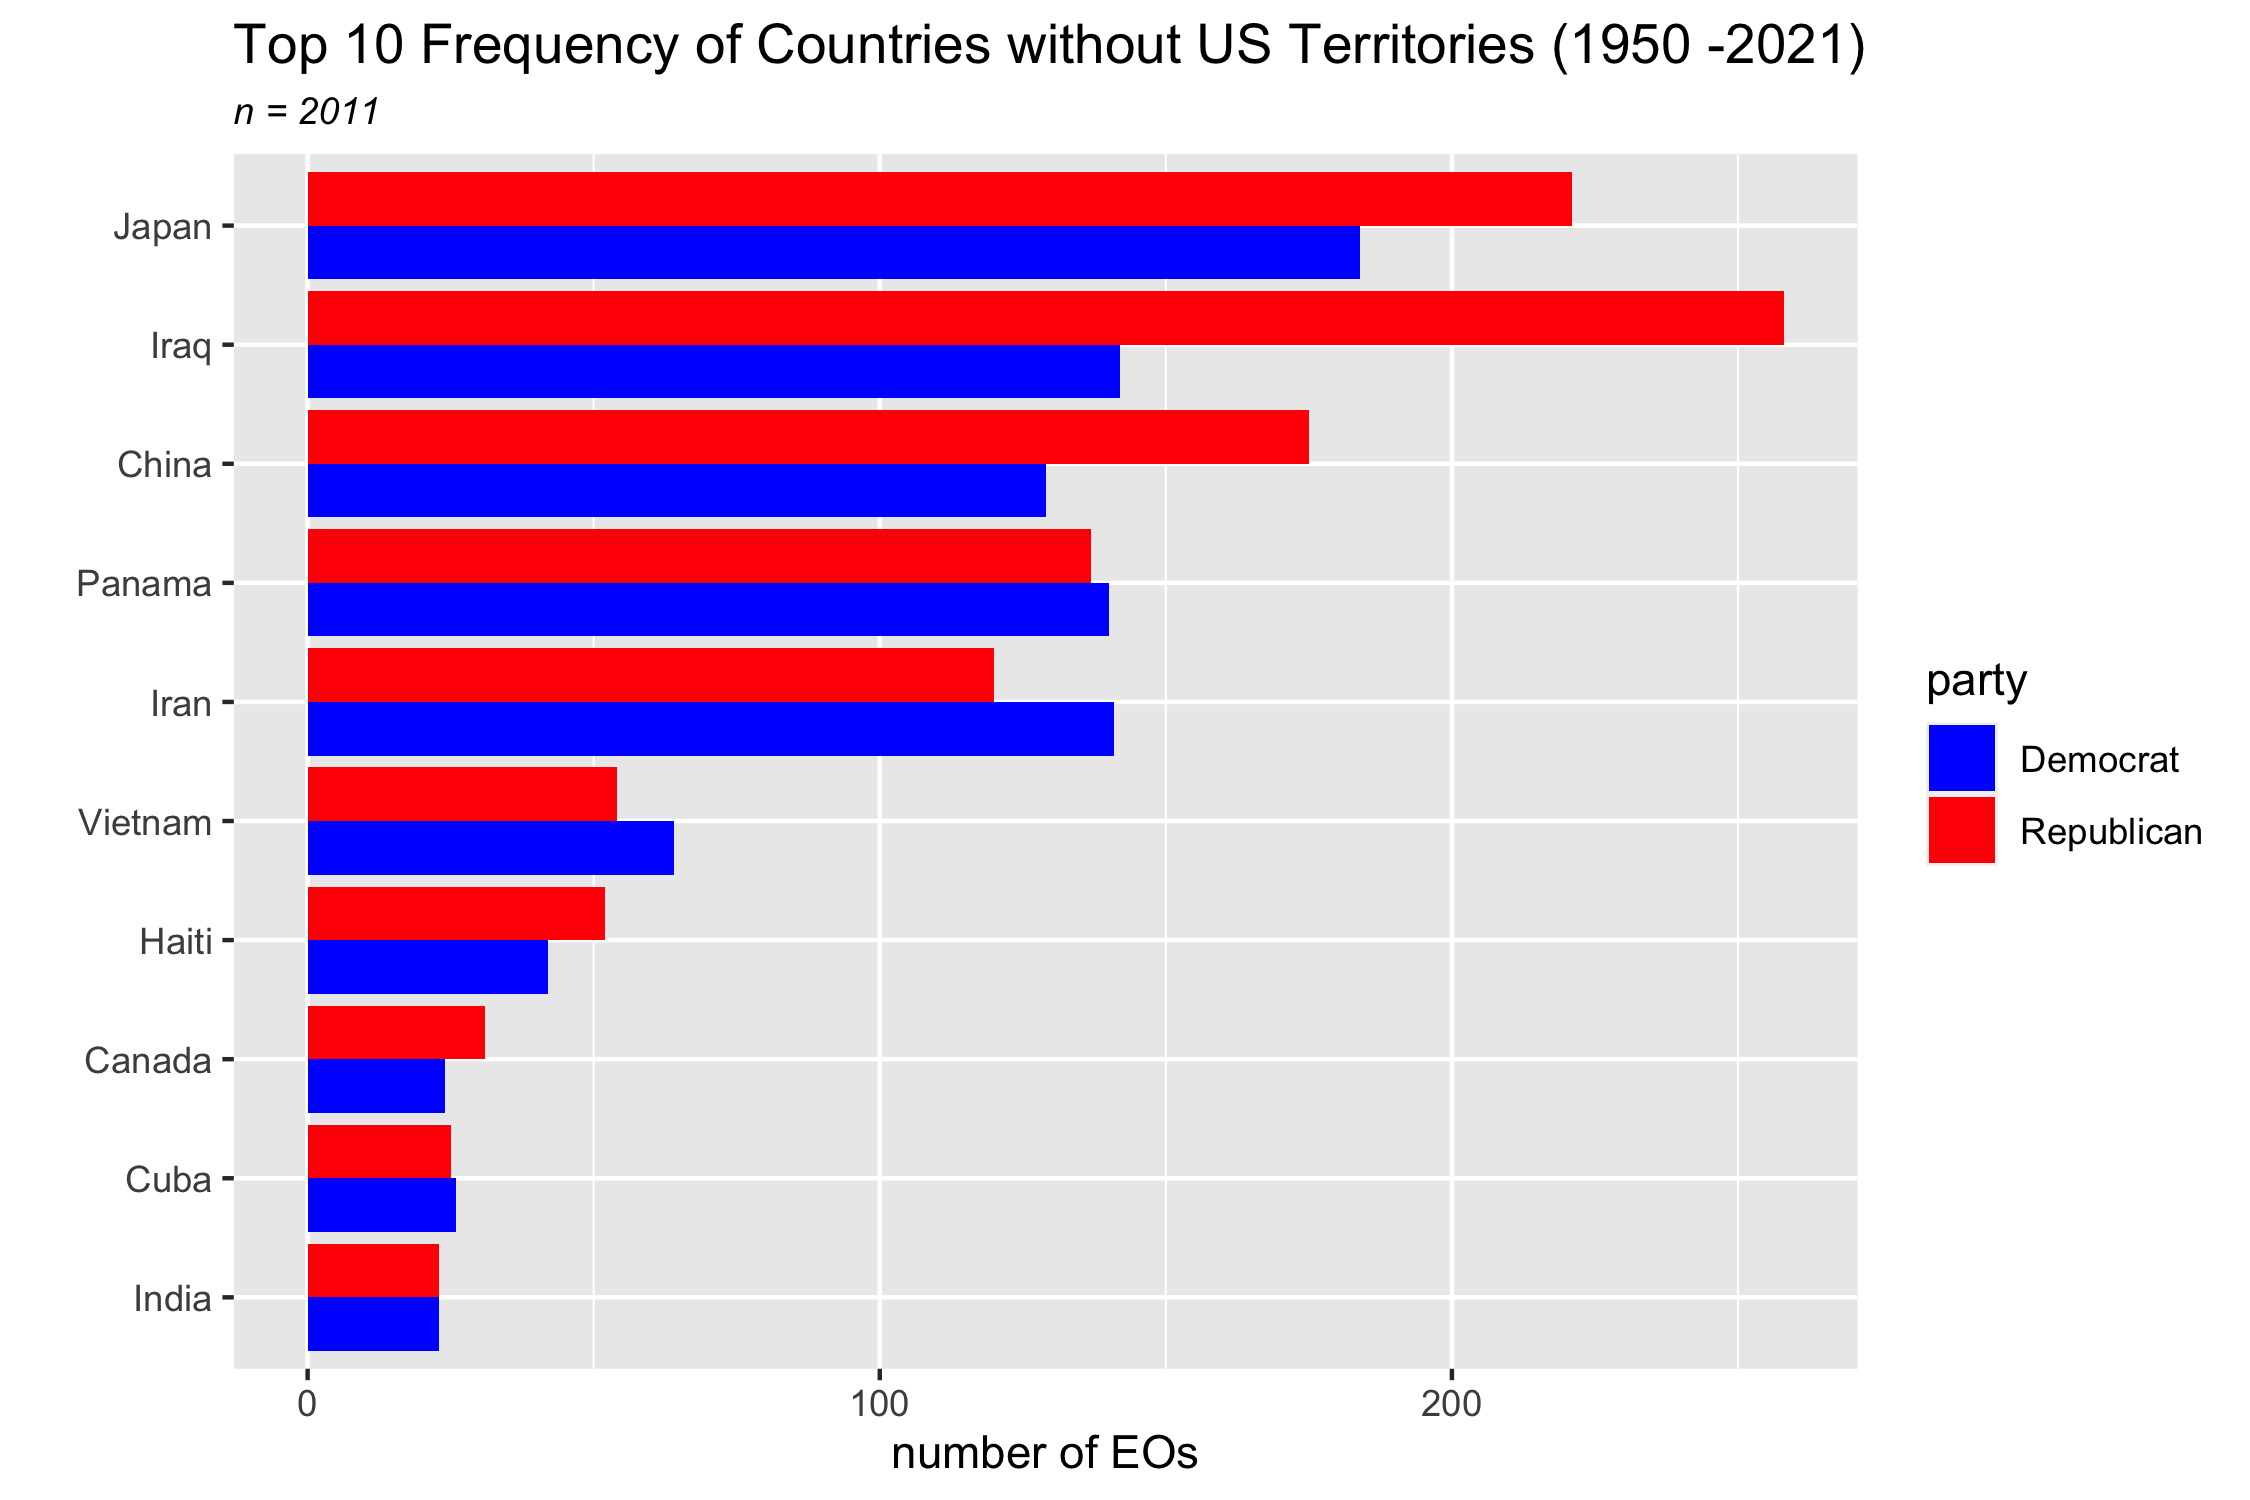 Top 10 Frequency of Countries without US Territories (1950 -2021)
n = 2011
Japan
Iraq
China
Panama
Iran
Vietnam
Haiti
Canada
Cuba
India
0 100 200
number of EOs
party
Democrat
Republican